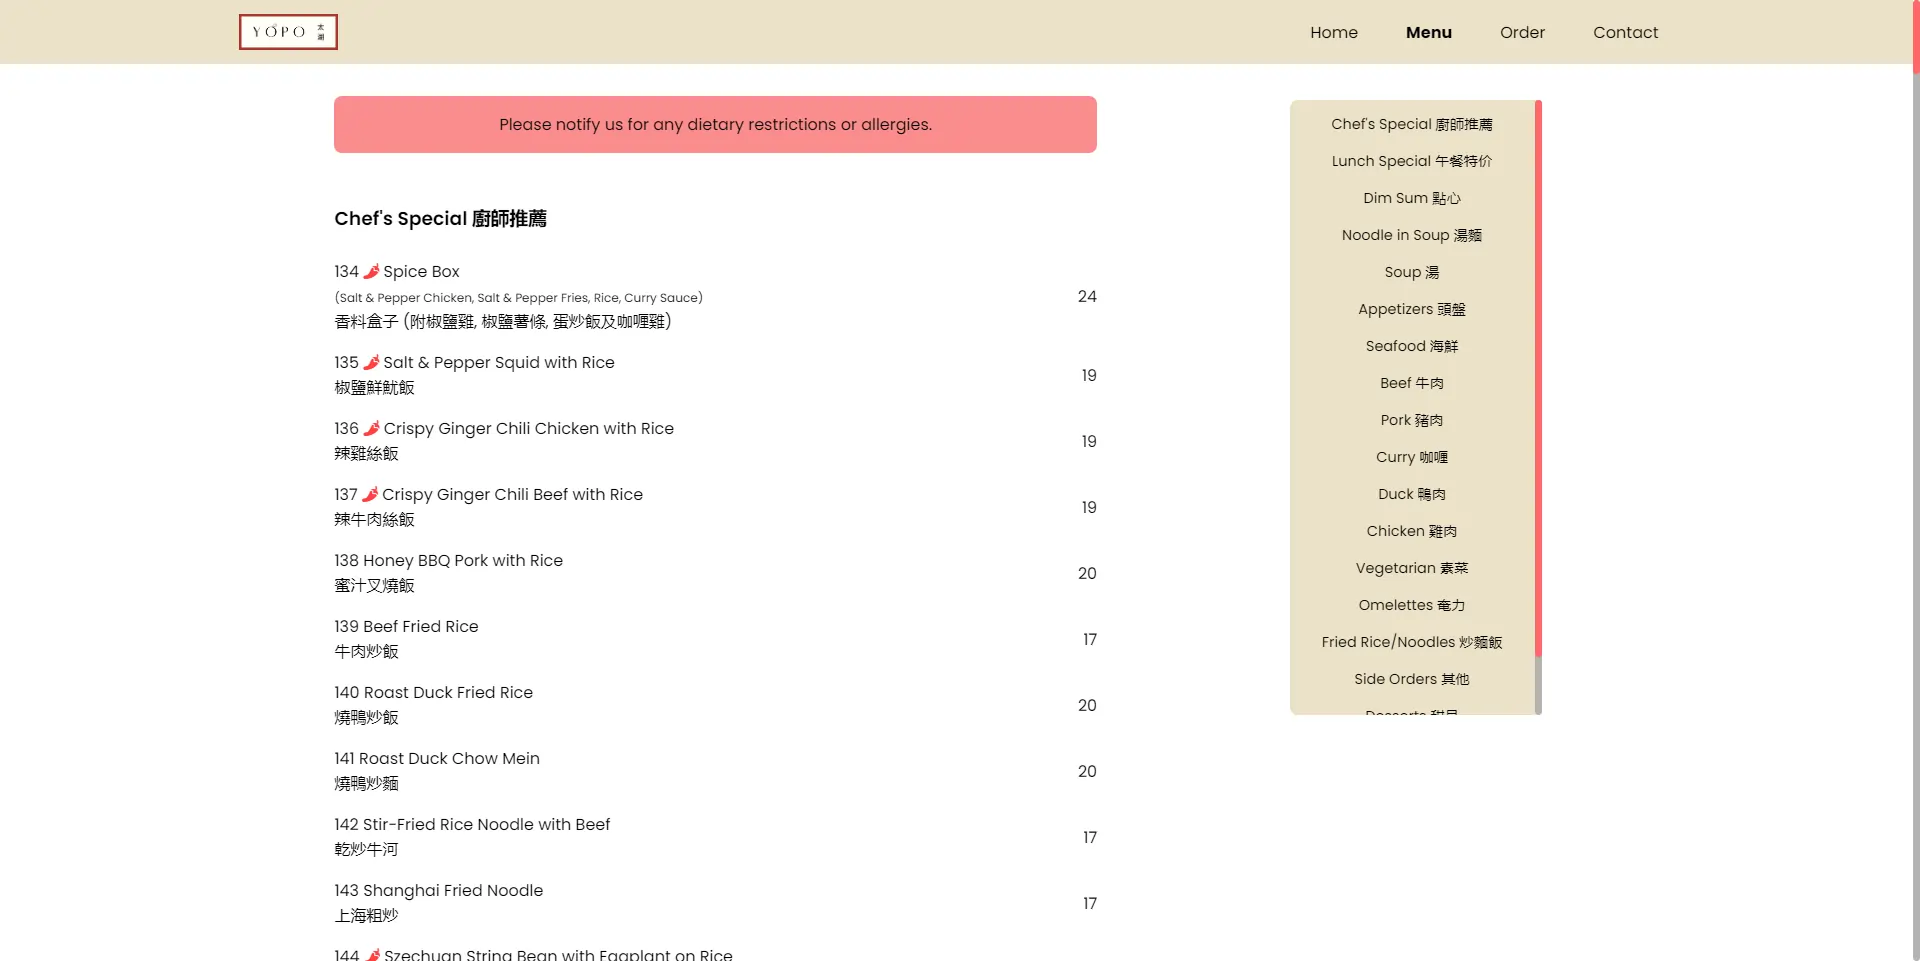 YOPO 太湖
Home
Menu
Order
Contact
Please notify us for any dietary restrictions or allergies.
Chef's Special 廚師推薦
134 🌶 Spice Box
(Salt & Pepper Chicken, Salt & Pepper Fries, Rice, Curry Sauce)
香料盒子 (附椒鹽雞, 椒鹽薯條, 蛋炒飯及咖喱雞)
24
135 🌶 Salt & Pepper Squid with Rice
椒鹽鮮魷飯
19
136 🌶 Crispy Ginger Chili Chicken with Rice
辣雞絲飯
19
137 🌶 Crispy Ginger Chili Beef with Rice
辣牛肉絲飯
19
138 Honey BBQ Pork with Rice
蜜汁叉燒飯
20
139 Beef Fried Rice
牛肉炒飯
17
140 Roast Duck Fried Rice
燒鴨炒飯
20
141 Roast Duck Chow Mein
燒鴨炒麵
20
142 Stir-Fried Rice Noodle with Beef
乾炒牛河
17
143 Shanghai Fried Noodle
上海粗炒
17
144 🌶 Szechuan String Bean with Eggplant on Rice
Chef's Special 廚師推薦
Lunch Special 午餐特价
Dim Sum 點心
Noodle in Soup 湯麵
Soup 湯
Appetizers 頭盤
Seafood 海鮮
Beef 牛肉
Pork 豬肉
Curry 咖喱
Duck 鴨肉
Chicken 雞肉
Vegetarian 素菜
Omelettes 奄力
Fried Rice/Noodles 炒麵飯
Side Orders 其他
Desserts 甜品